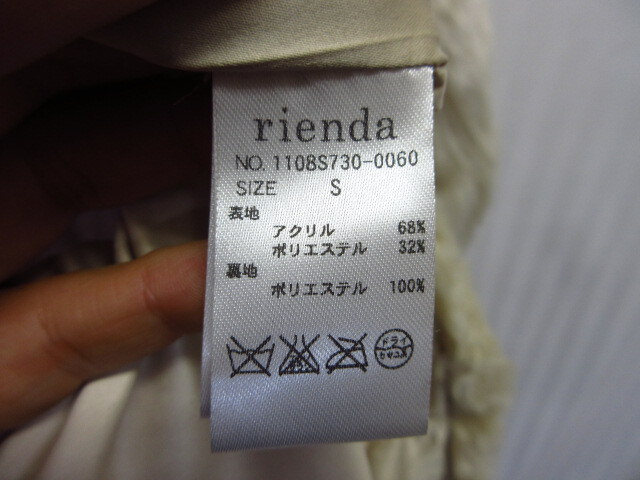 rienda
NO. 1108S730-0060
SIZE S
表地
アクリル 68%
ポリエステル 32%
裏地
ポリエステル 100%
ドライ
セキユ系